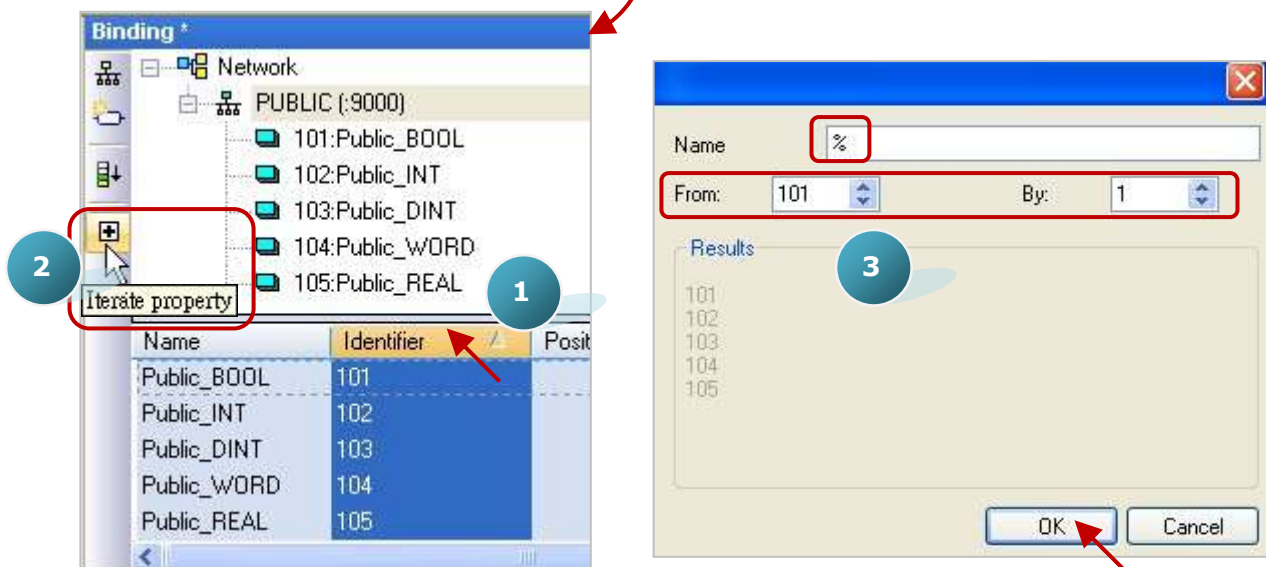 Binding *
Network
PUBLIC (:9000)
101:Public_BOOL
102:Public_INT
103:Public_DINT
104:Public_WORD
105:Public_REAL
2
Iterate property
1
Name Identifier Posit
Public_BOOL 101
Public_INT 102
Public_DINT 103
Public_WORD 104
Public_REAL 105
Name %
From: 101 By: 1
Results
3
101
102
103
104
105
OK Cancel